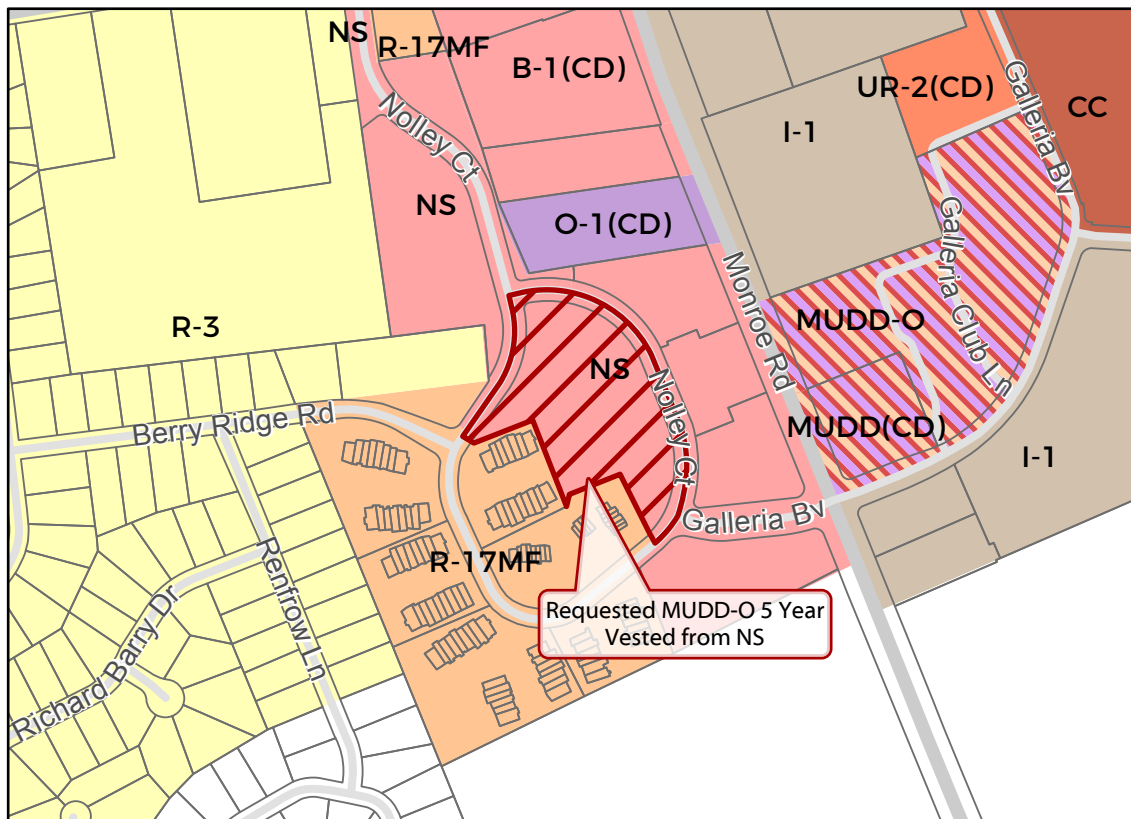 NS
R-17MF
B-1(CD)
UR-2(CD)
Galleria Bv
CC
I-1
Nolley Ct
NS
O-1(CD)
Galleria Club Ln
Monroe Rd
R-3
MUDD-O
NS
Nolley Ct
Berry Ridge Rd
MUDD(CD)
I-1
Galleria Bv
R-17MF
Renfrow Ln
Richard Barry Dr
Requested MUDD-O 5 Year
Vested from NS